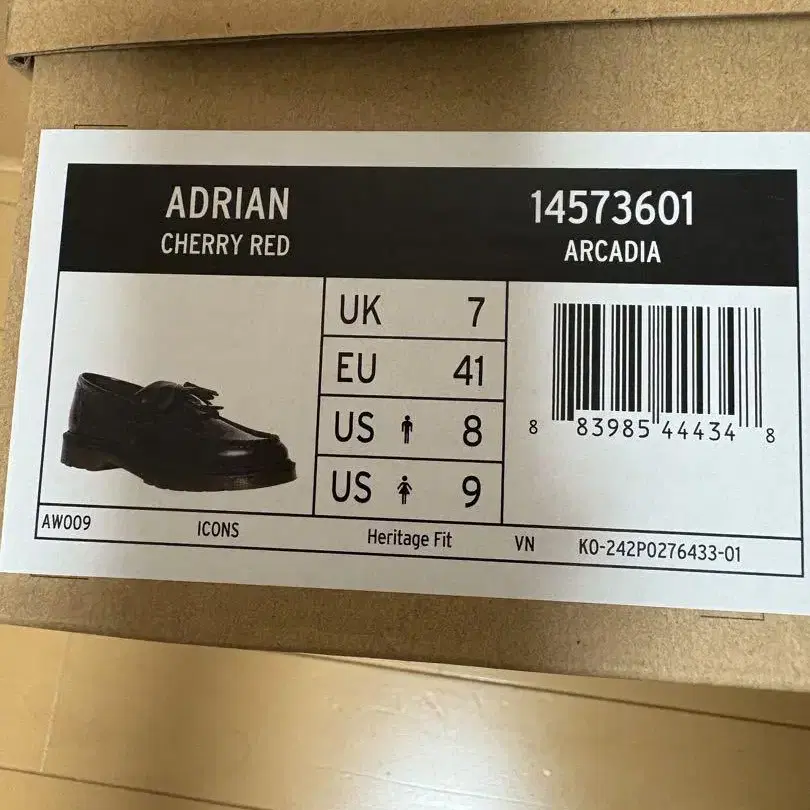 ADRIAN
CHERRY RED
14573601
ARCADIA
UK 7
EU 41
US 8
US 9
8 83985 44434 8
AW009 ICONS Heritage Fit VN KO-242P0276433-01